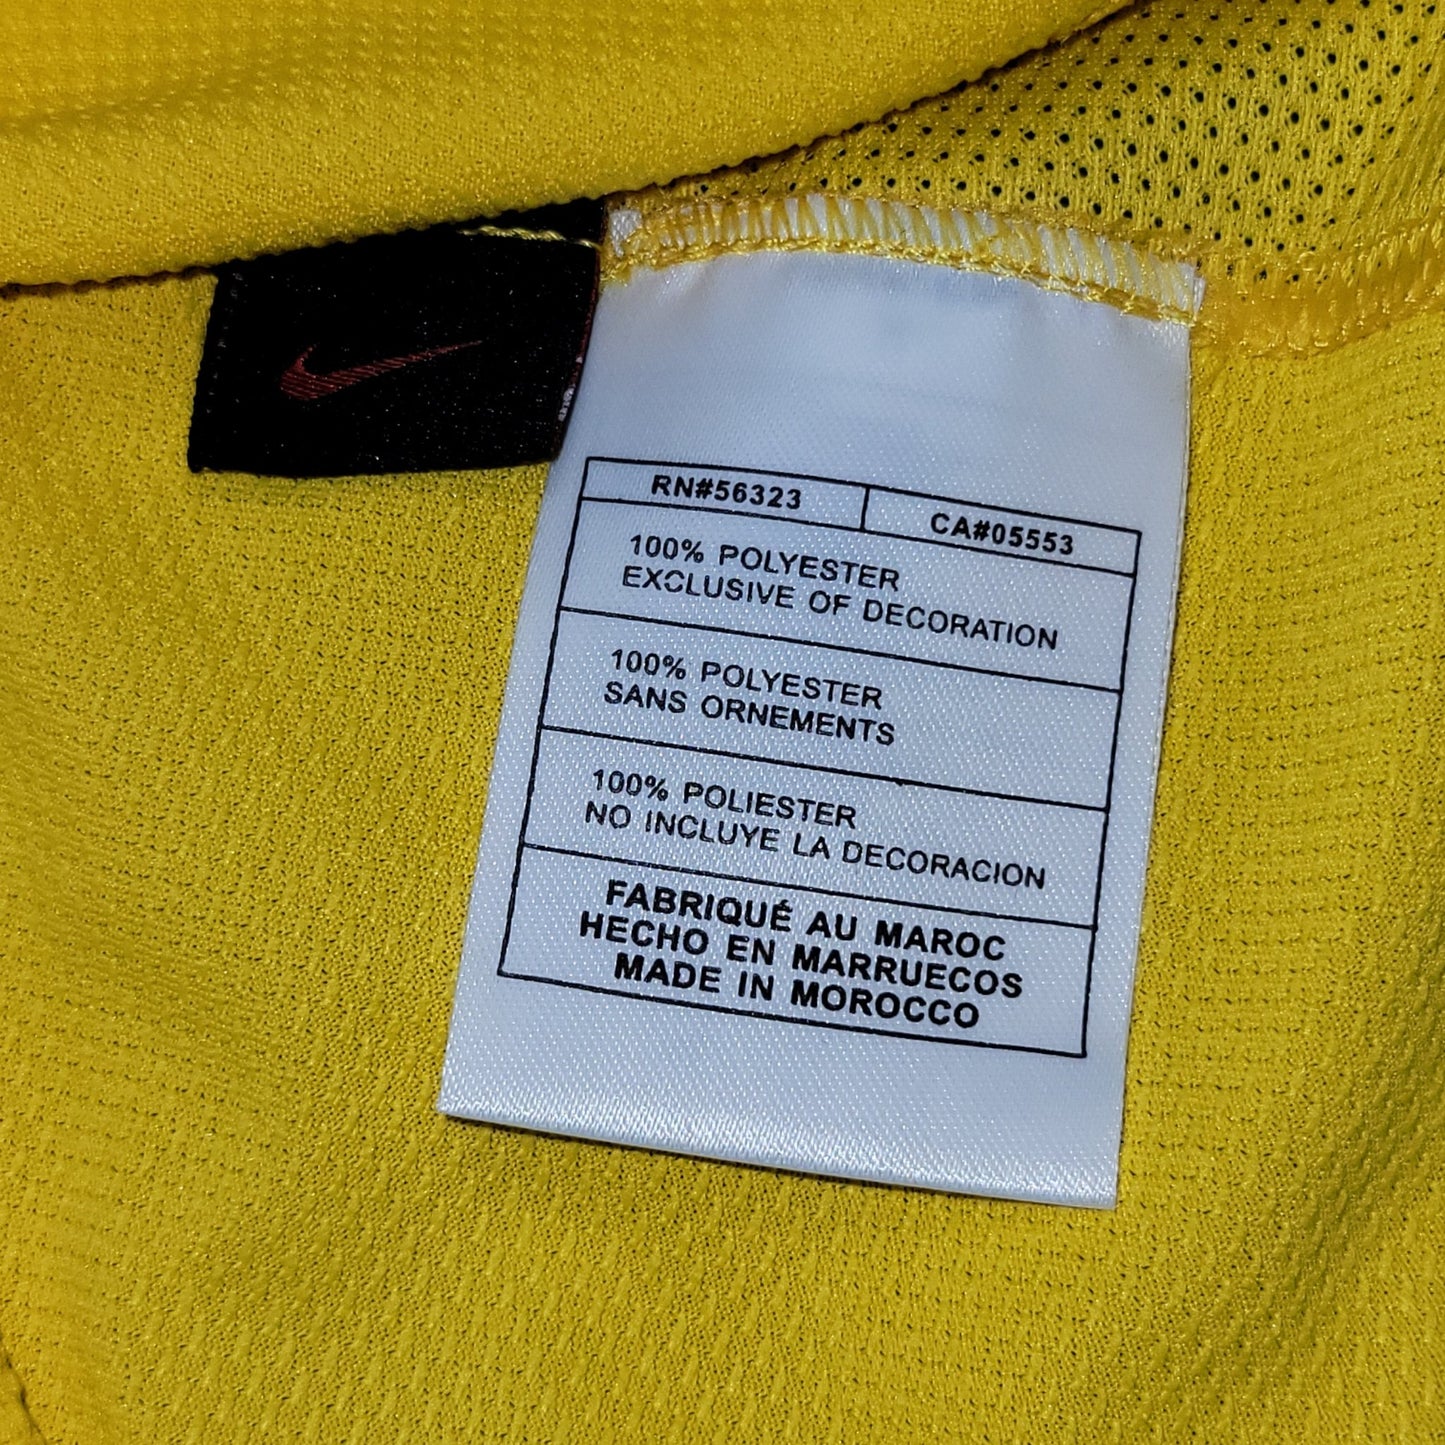 RN#56323
CA#05553
100% POLYESTER
EXCLUSIVE OF DECORATION
100% POLYESTER
SANS ORNEMENTS
100% POLIESTER
NO INCLUYE LA DECORACION
FABRIQUÉ AU MAROC
HECHO EN MARRUECOS
MADE IN MOROCCO